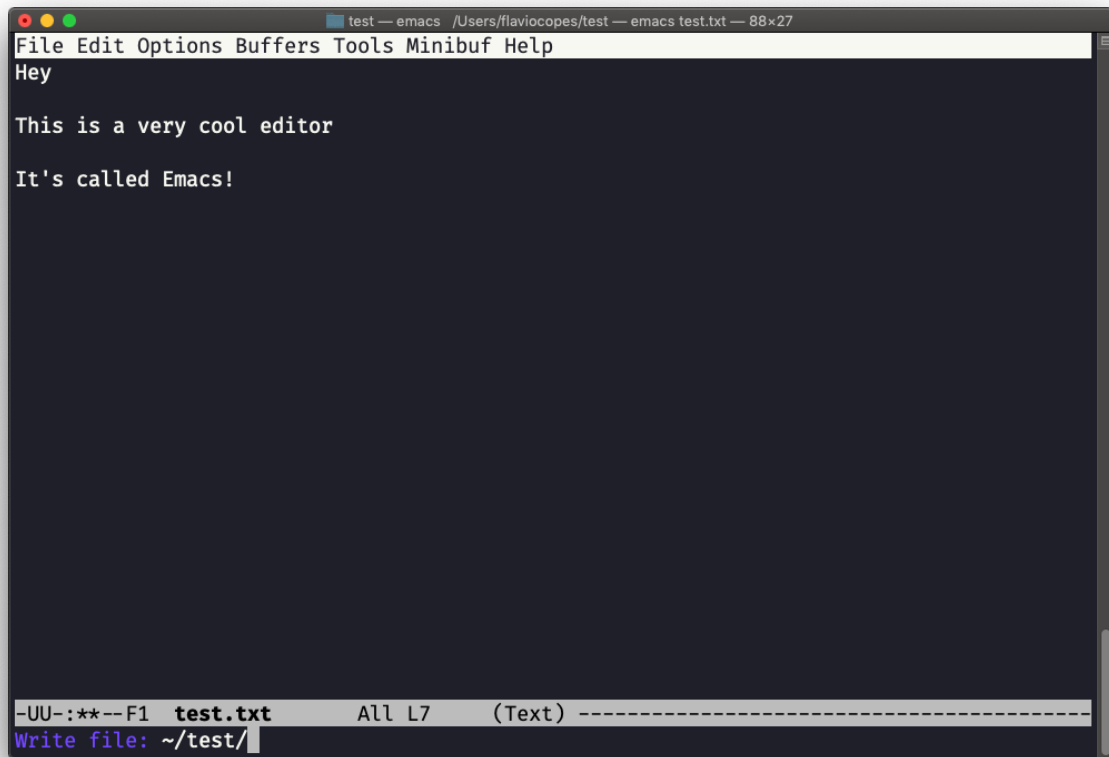 test — emacs /Users/flaviocopes/test — emacs test.txt — 88×27
File Edit Options Buffers Tools Minibuf Help
Hey
This is a very cool editor
It's called Emacs!
-UU-:**--F1  test.txt       All L7     (Text) ------------------------------------------
Write file: ~/test/